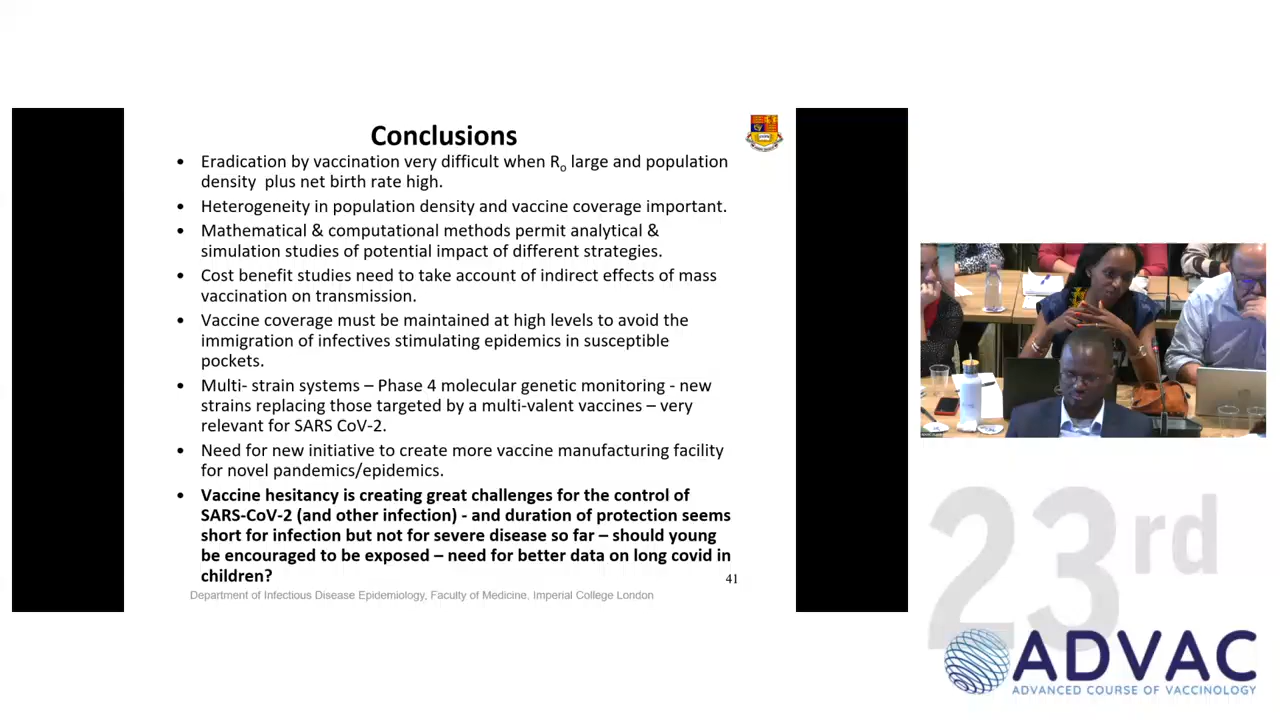 Conclusions
• Eradication by vaccination very difficult when Ro large and population
density plus net birth rate high.
• Heterogeneity in population density and vaccine coverage important.
• Mathematical & computational methods permit analytical &
simulation studies of potential impact of different strategies.
• Cost benefit studies need to take account of indirect effects of mass
vaccination on transmission.
• Vaccine coverage must be maintained at high levels to avoid the
immigration of infectives stimulating epidemics in susceptible
pockets.
• Multi- strain systems – Phase 4 molecular genetic monitoring - new
strains replacing those targeted by a multi-valent vaccines – very
relevant for SARS CoV-2.
• Need for new initiative to create more vaccine manufacturing facility
for novel pandemics/epidemics.
• Vaccine hesitancy is creating great challenges for the control of
SARS-CoV-2 (and other infection) - and duration of protection seems
short for infection but not for severe disease so far – should young
be encouraged to be exposed – need for better data on long covid in
children?
41
Department of Infectious Disease Epidemiology, Faculty of Medicine, Imperial College London
23rd
ADVAC
ADVANCED COURSE OF VACCINOLOGY